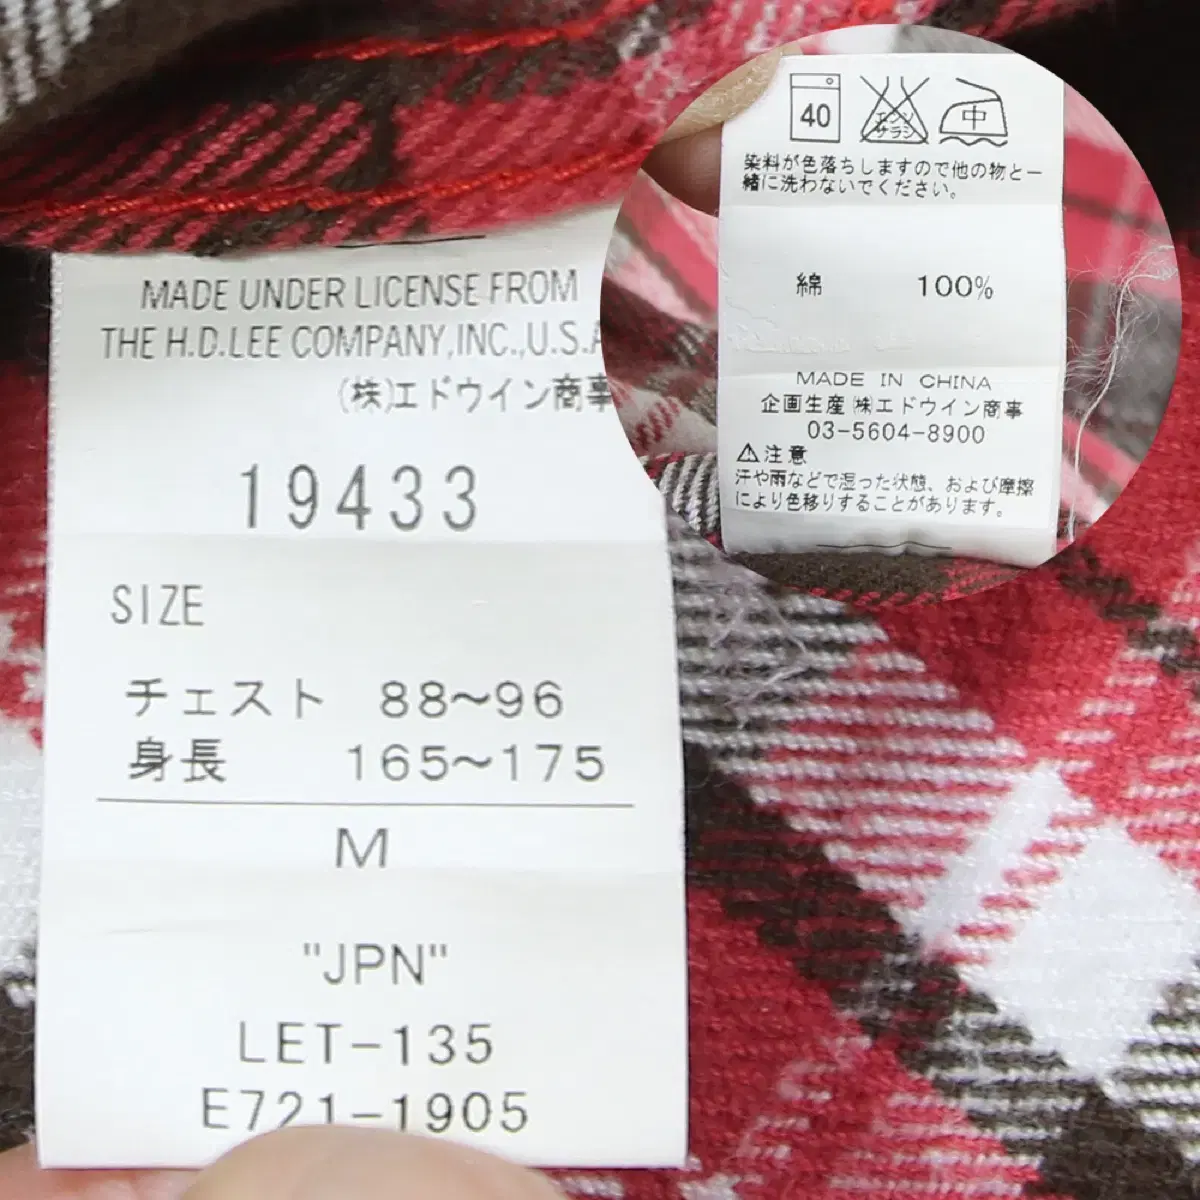 MADE UNDER LICENSE FROM
THE H.D.LEE COMPANY,INC.,U.S.A
(株)エドウイン商事
19433
SIZE
チェスト 88〜96
身長 165〜175
M
"JPN"
LET-135
E721-1905
40
エンソ
サラシ
中
染料が色落ちしますので他の物と一
緒に洗わないでください。
綿 100%
MADE IN CHINA
企画生産 ㈱エドウイン商事
03-5604-8900
⚠注意
汗や雨などで湿った状態、および摩擦
により色移りすることがあります。